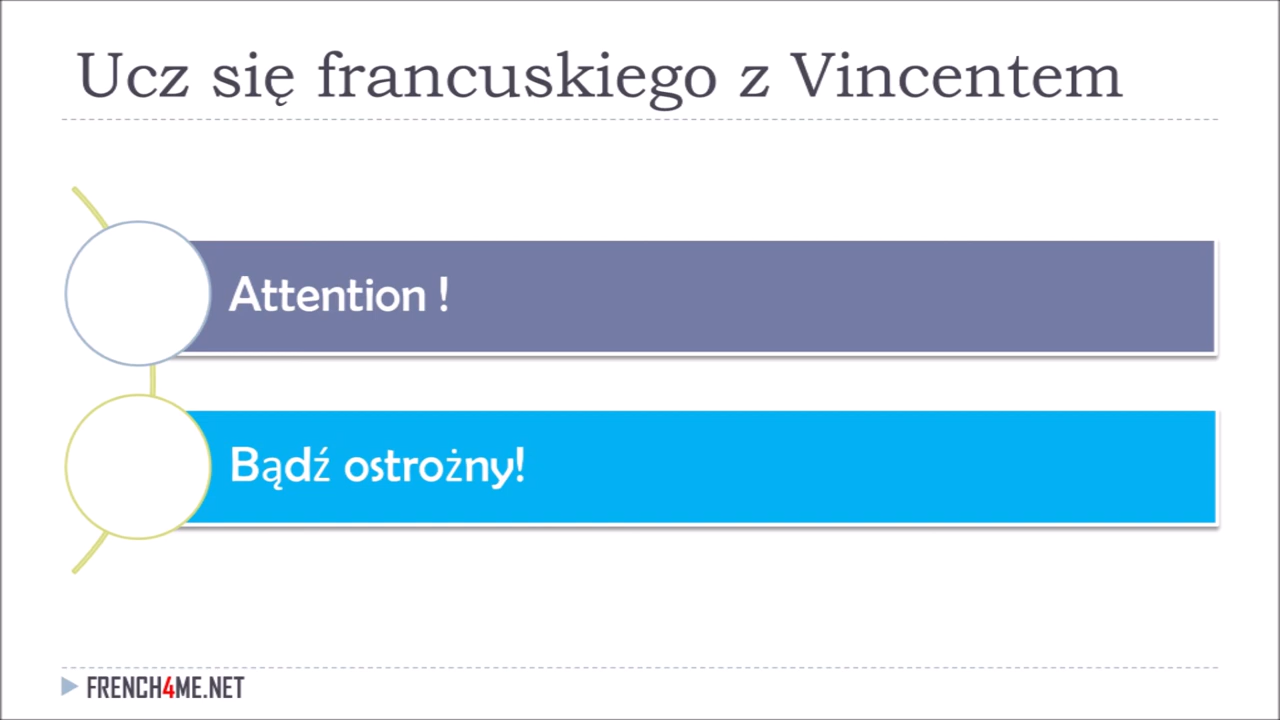 Ucz się francuskiego z Vincentem
Attention !
Bądź ostrożny!
FRENCH4ME.NET